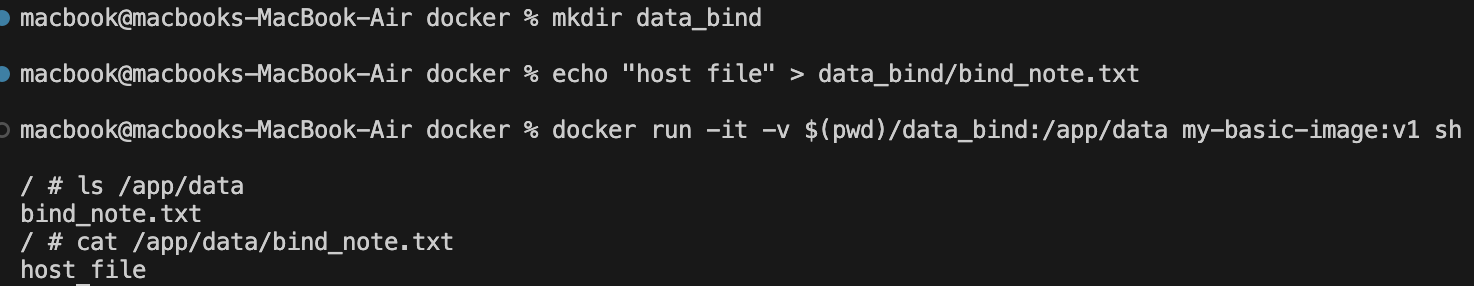 macbook@macbooks-MacBook-Air docker % mkdir data_bind
macbook@macbooks-MacBook-Air docker % echo "host file" > data_bind/bind_note.txt
macbook@macbooks-MacBook-Air docker % docker run -it -v $(pwd)/data_bind:/app/data my-basic-image:v1 sh
/ # ls /app/data
bind_note.txt
/ # cat /app/data/bind_note.txt
host file